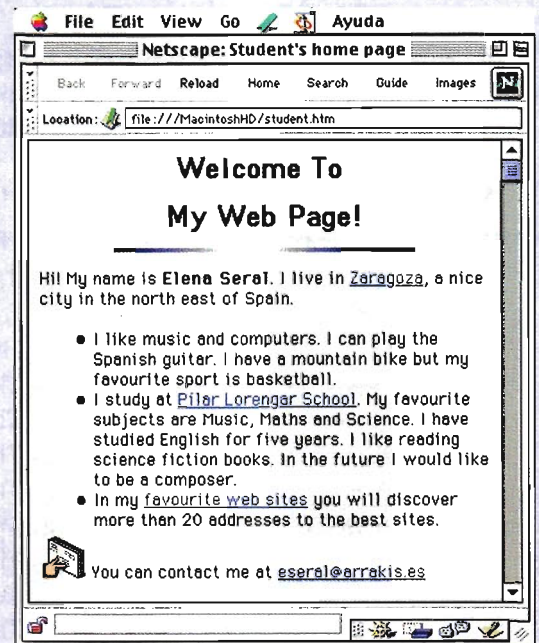 File Edit View Go Ayuda
Netscape: Student's home page
Back Forward Reload Home Search Guide Images N
Location: file:///MacintoshHD/student.htm
Welcome To
My Web Page!
Hi! My name is Elena Seral. I live in Zaragoza, a nice
city in the north east of Spain.
● I like music and computers. I can play the
Spanish guitar. I have a mountain bike but my
favourite sport is basketball.
● I study at Pilar Lorengar School. My favourite
subjects are Music, Maths and Science. I have
studied English for five years. I like reading
science fiction books. In the future I would like
to be a composer.
● In my favourite web sites you will discover
more than 20 addresses to the best sites.
You can contact me at eseral@arrakis.es